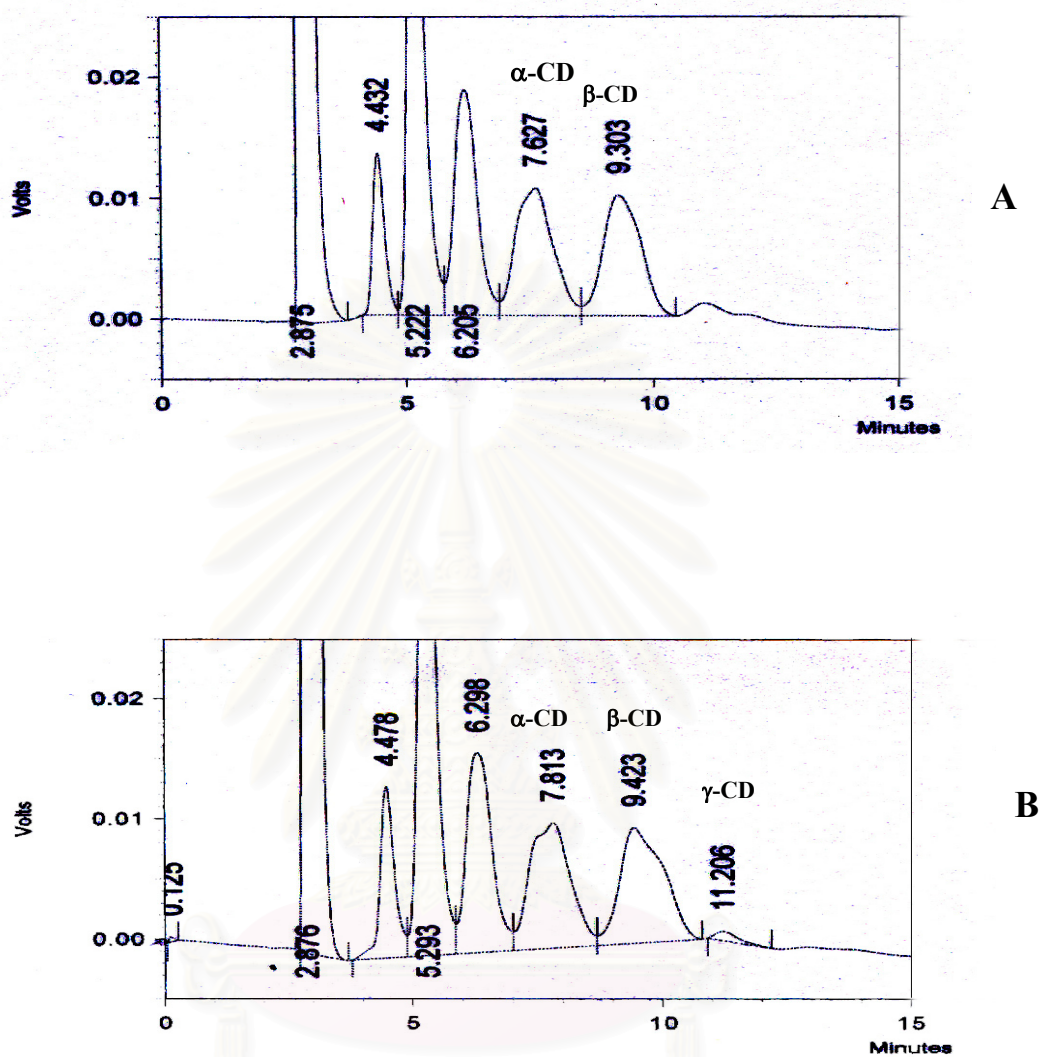 0.02
0.01
0.00
Volts
2.875
4.432
5.222
6.205
α-CD
7.627
β-CD
9.303
A
0
5
10
15
Minutes
0.02
0.01
0.00
Volts
0.125
2.876
4.478
5.293
6.298
α-CD
7.813
β-CD
9.423
γ-CD
11.206
B
0
5
10
15
Minutes